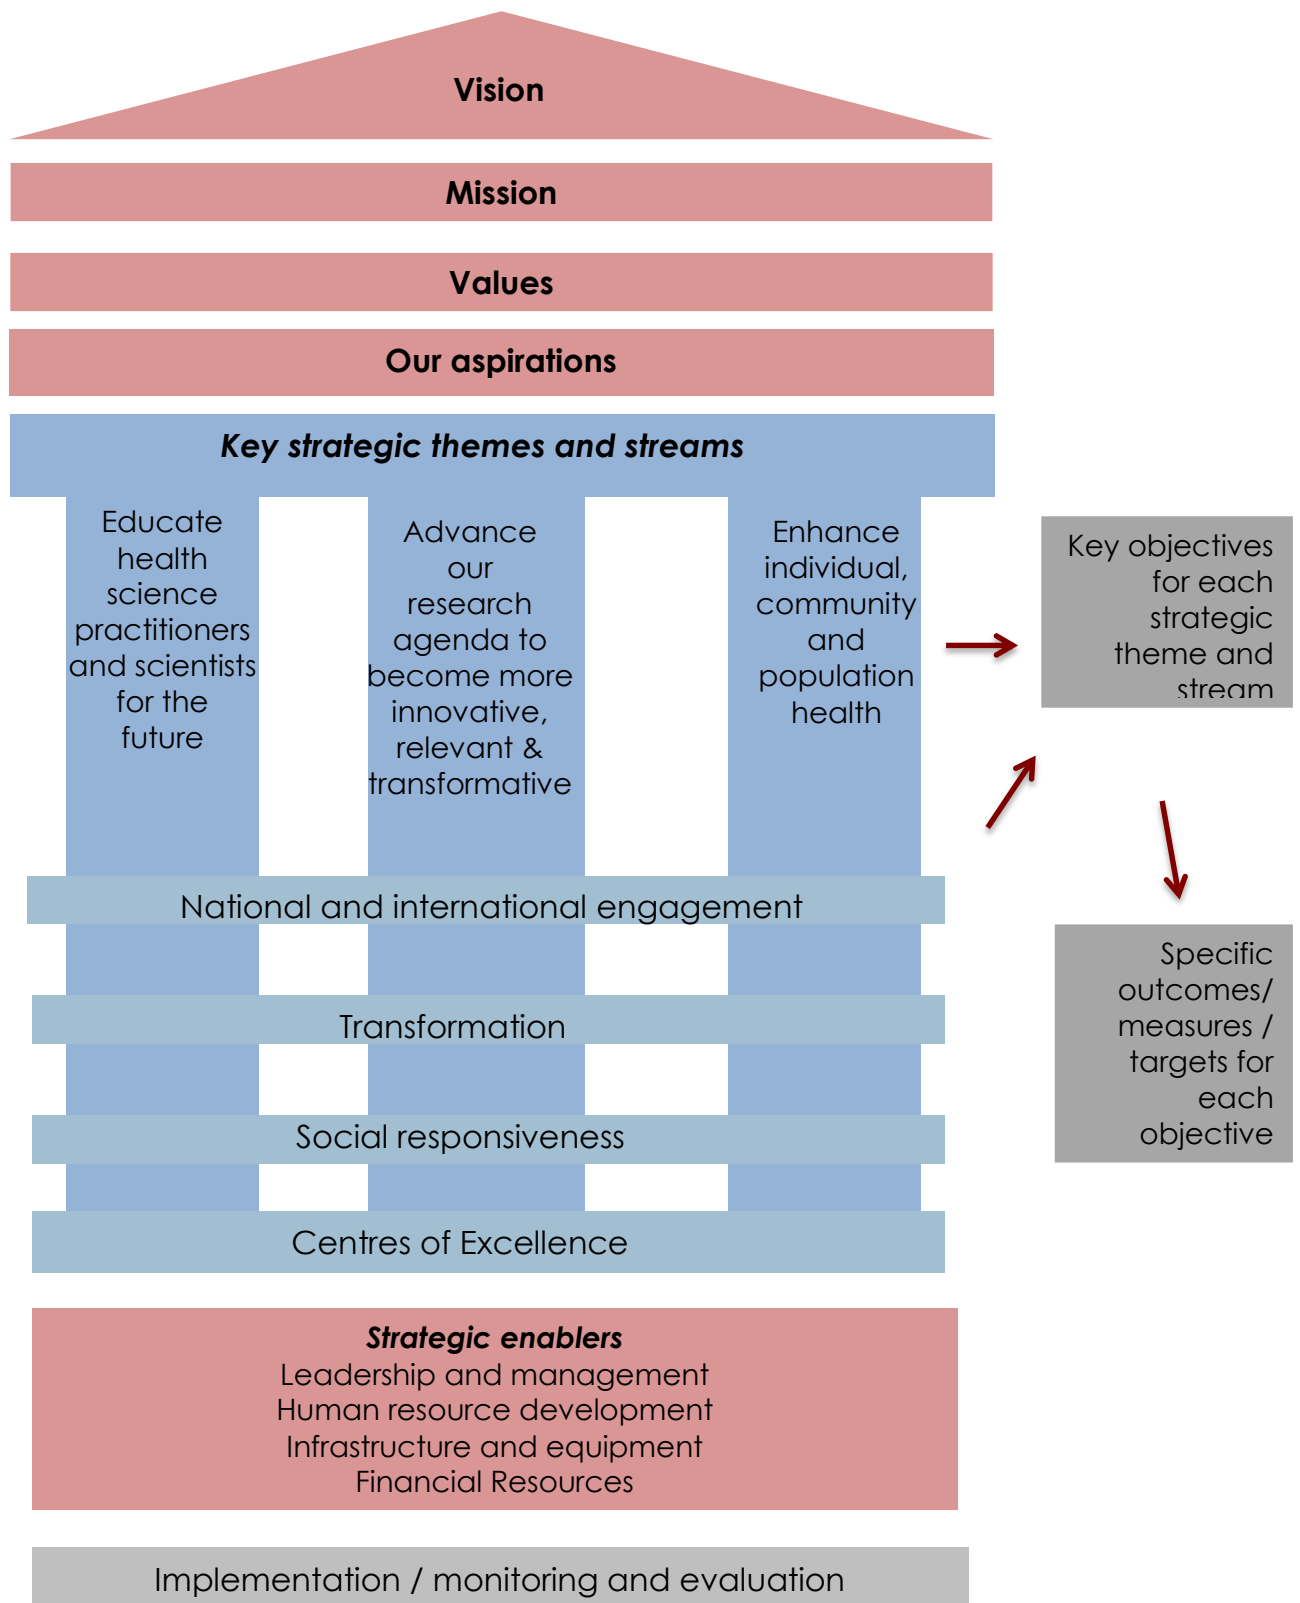 Vision
Mission
Values
Our aspirations
Key strategic themes and streams
Educate
health
science
practitioners
and scientists
for the
future
Advance
our
research
agenda to
become more
innovative,
relevant &
transformative
Enhance
individual,
community
and
population
health
Key objectives
for each
strategic
theme and
stream
National and international engagement
Transformation
Social responsiveness
Centres of Excellence
Specific
outcomes/
measures /
targets for
each
objective
Strategic enablers
Leadership and management
Human resource development
Infrastructure and equipment
Financial Resources
Implementation / monitoring and evaluation